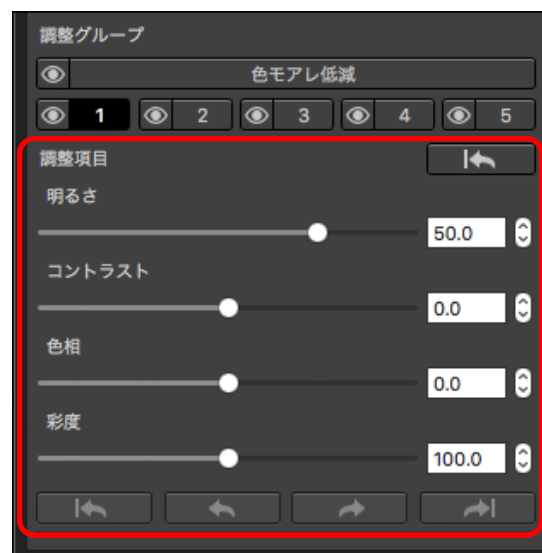 調整グループ
色モアレ低減
1 2 3 4 5
調整項目
明るさ
50.0
コントラスト
0.0
色相
0.0
彩度
100.0